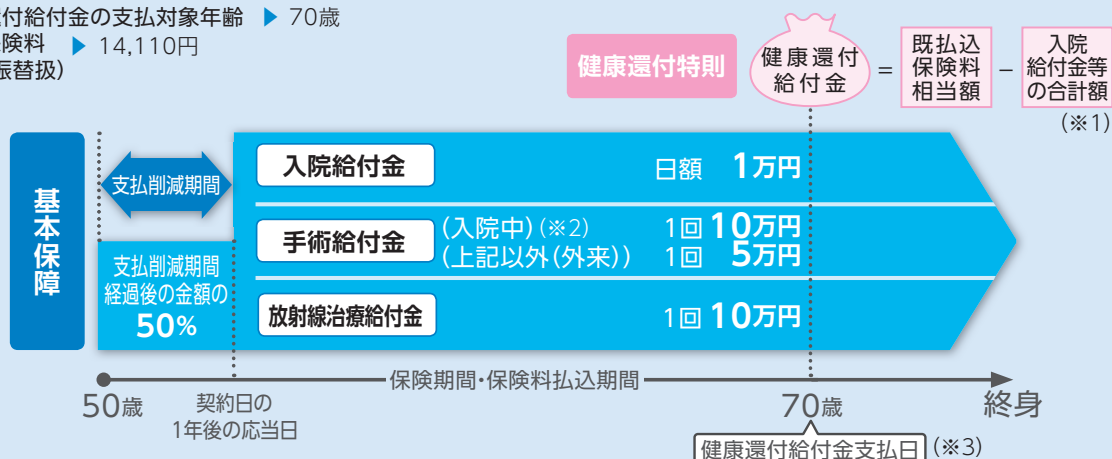 付給付金の支払対象年齢 ▶ 70歳
険料 ▶ 14,110円
振替扱)
健康還付特則
健康還付
給付金
=
既払込
保険料
相当額
−
入院
給付金等
の合計額
(※1)
基本保障
支払削減期間
入院給付金
日額 1万円
手術給付金
(入院中)(※2) 1回 10万円
(上記以外(外来)) 1回 5万円
支払削減期間
経過後の金額の
50%
放射線治療給付金
1回 10万円
保険期間・保険料払込期間
50歳
契約日の
1年後の応当日
70歳
終身
健康還付給付金支払日 (※3)